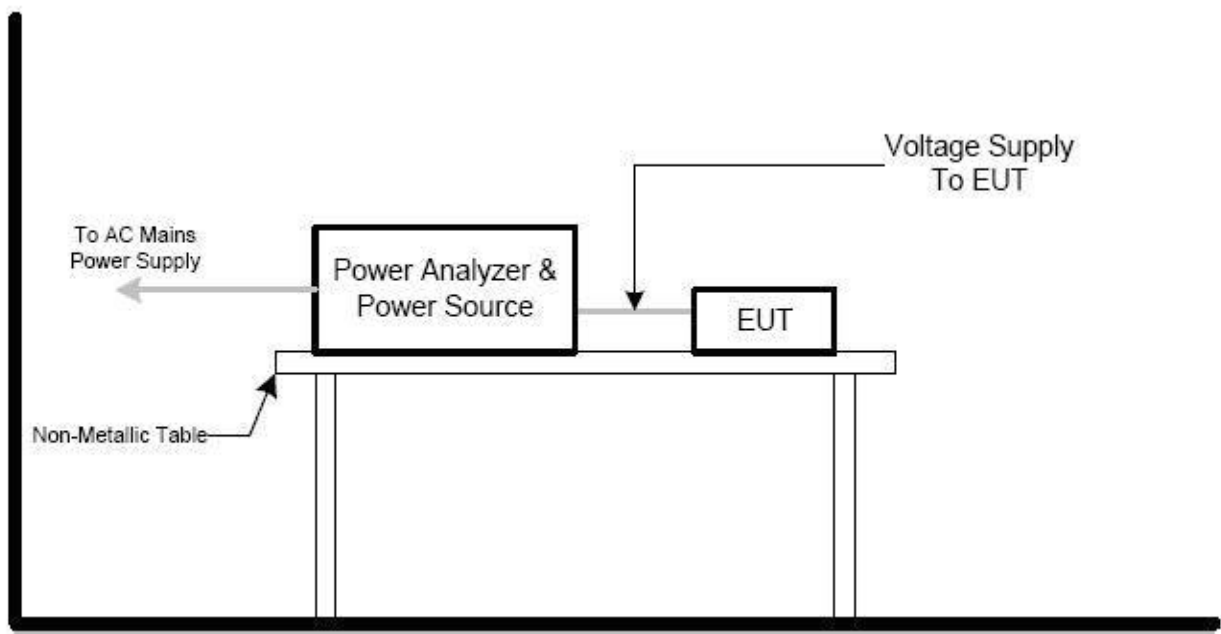 Voltage Supply
To EUT
To AC Mains
Power Supply
Power Analyzer &
Power Source
EUT
Non-Metallic Table